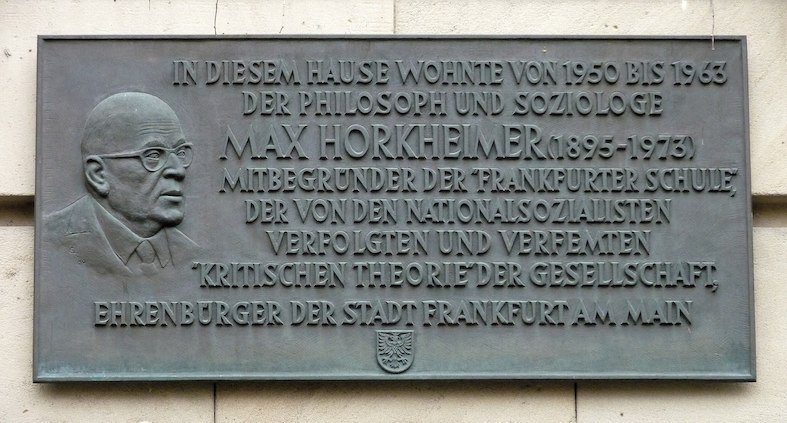 IN DIESEM HAUSE WOHNTE VON 1950 BIS 1963
DER PHILOSOPH UND SOZIOLOGE
MAX HORKHEIMER (1895-1973)
MITBEGRÜNDER DER "FRANKFURTER SCHULE",
DER VON DEN NATIONALSOZIALISTEN
VERFOLGTEN UND VERFEMTEN
"KRITISCHEN THEORIE" DER GESELLSCHAFT,
EHRENBÜRGER DER STADT FRANKFURT AM MAIN